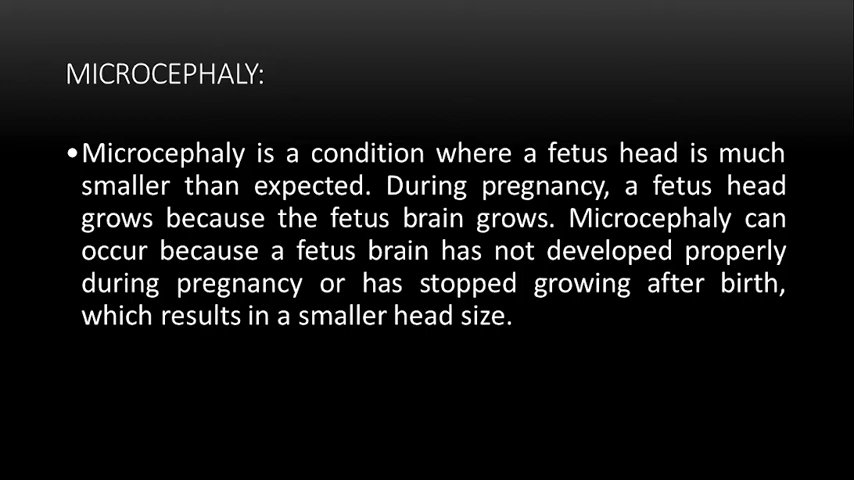 MICROCEPHALY:
•Microcephaly is a condition where a fetus head is much
smaller than expected. During pregnancy, a fetus head
grows because the fetus brain grows. Microcephaly can
occur because a fetus brain has not developed properly
during pregnancy or has stopped growing after birth,
which results in a smaller head size.